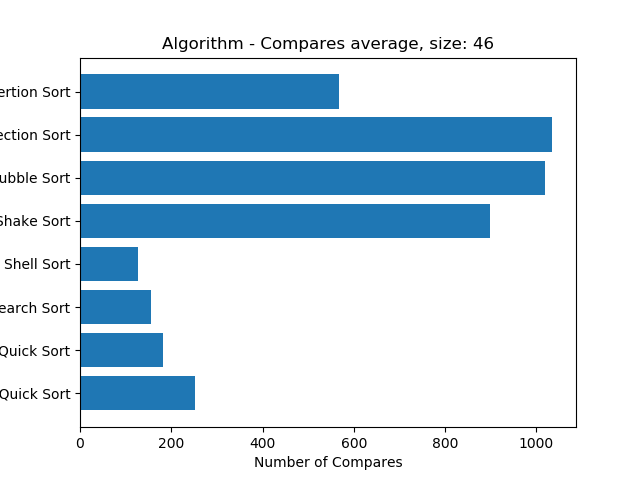 Algorithm - Compares average, size: 46
ertion Sort
ection Sort
ubble Sort
Shake Sort
Shell Sort
earch Sort
Quick Sort
Quick Sort
0 200 400 600 800 1000
Number of Compares